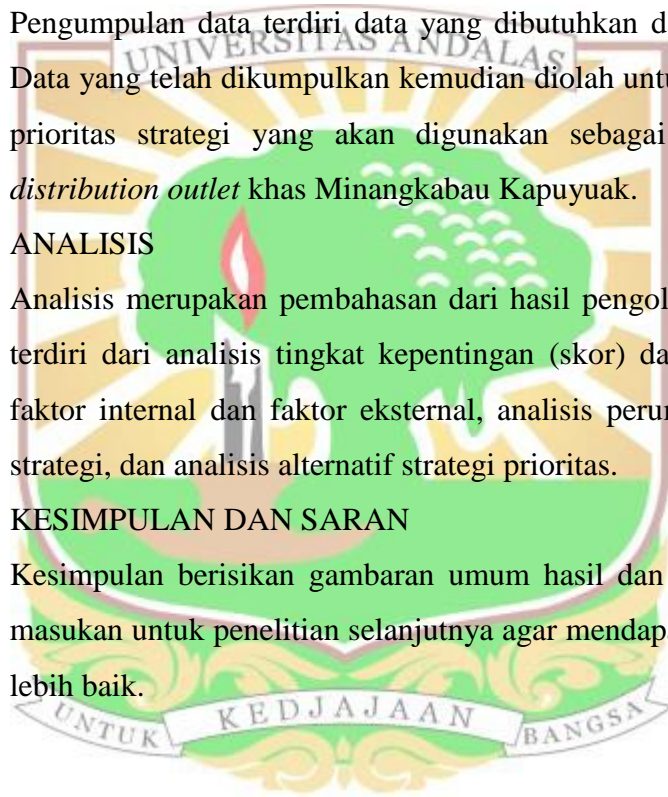 Pengumpulan data terdiri data yang dibutuhkan d
UNIVERSITAS ANDALAS
Data yang telah dikumpulkan kemudian diolah untu
prioritas strategi yang akan digunakan sebagai
distribution outlet khas Minangkabau Kapuyuak.
ANALISIS
Analisis merupakan pembahasan dari hasil pengol
terdiri dari analisis tingkat kepentingan (skor) da
faktor internal dan faktor eksternal, analisis peru
strategi, dan analisis alternatif strategi prioritas.
KESIMPULAN DAN SARAN
Kesimpulan berisikan gambaran umum hasil dan
masukan untuk penelitian selanjutnya agar mendap
lebih baik.
UNTUK KEDJAJAAN BANGSA